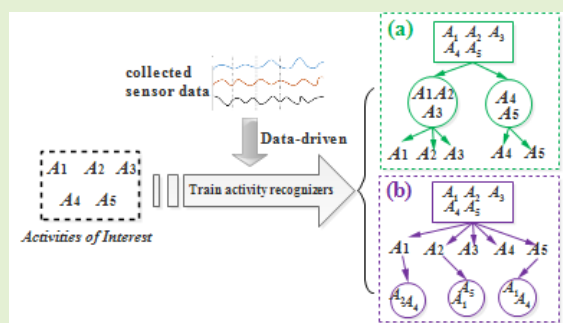 collected
sensor data
Data-driven
A1 A2 A3
A4 A5
Activities of Interest
Train activity recognizers
(a)
A1 A2 A3
A4 A5
A1A2
A3
A4
A5
A1 A2 A3 A4 A5
(b)
A1 A2 A3
A4 A5
A1 A2 A3 A4 A5
A2A4
A5
A1
A1A4